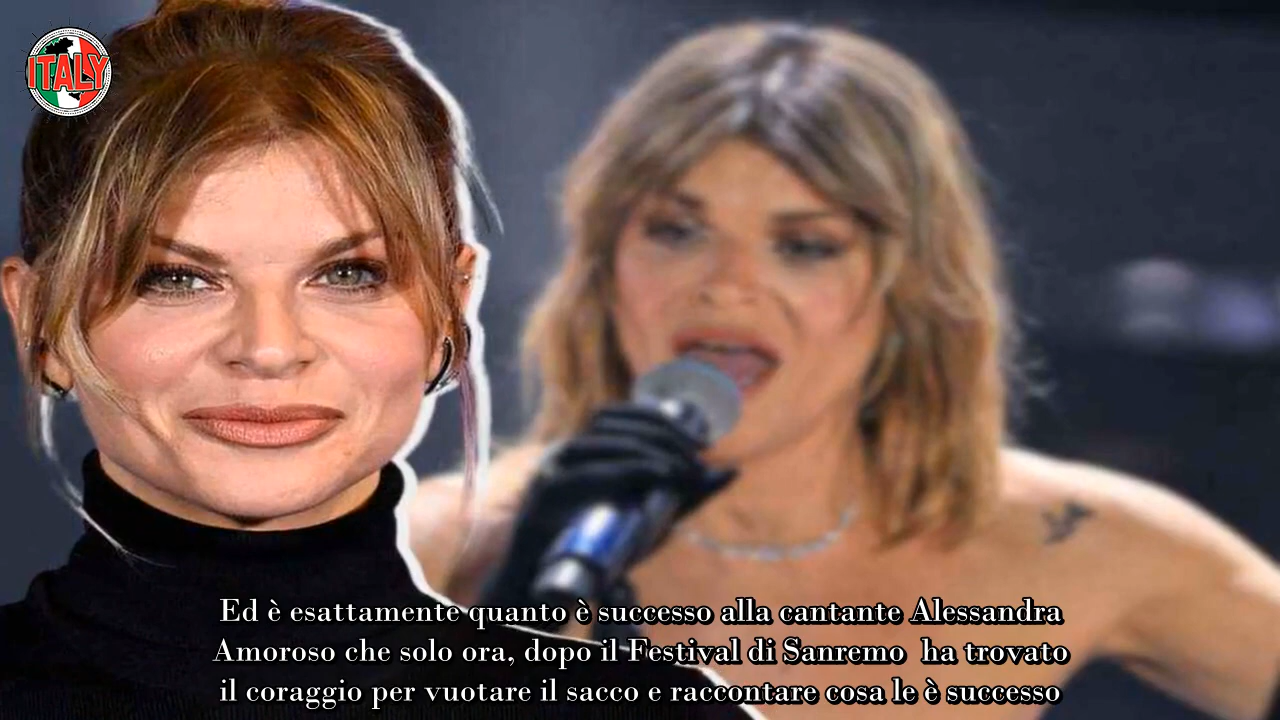 ITALY
Ed è esattamente quanto è successo alla cantante Alessandra
Amoroso che solo ora, dopo il Festival di Sanremo ha trovato
il coraggio per vuotare il sacco e raccontare cosa le è successo